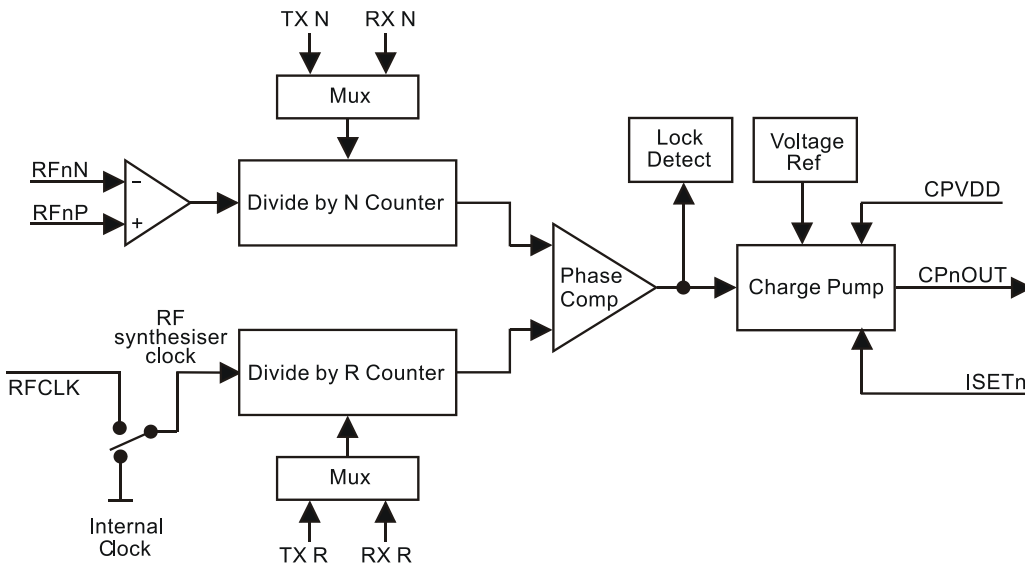 TX N
RX N
Mux
Lock
Detect
Voltage
Ref
RFnN
−
RFnP
+
Divide by N Counter
CPVDD
Phase
Comp
Charge Pump
CPnOUT
RF
synthesiser
clock
RFCLK
Divide by R Counter
ISETn
Mux
Internal
Clock
TX R
RX R